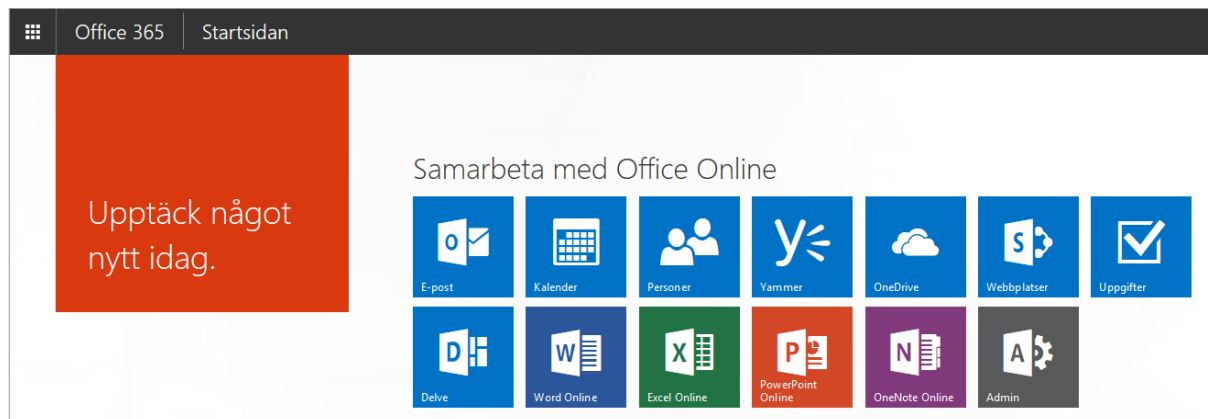 Office 365 Startsidan
Upptäck något
nytt idag.
Samarbeta med Office Online
E-post Kalender Personer Yammer OneDrive Webbplatser Uppgifter
Delve Word Online Excel Online PowerPoint Online OneNote Online Admin